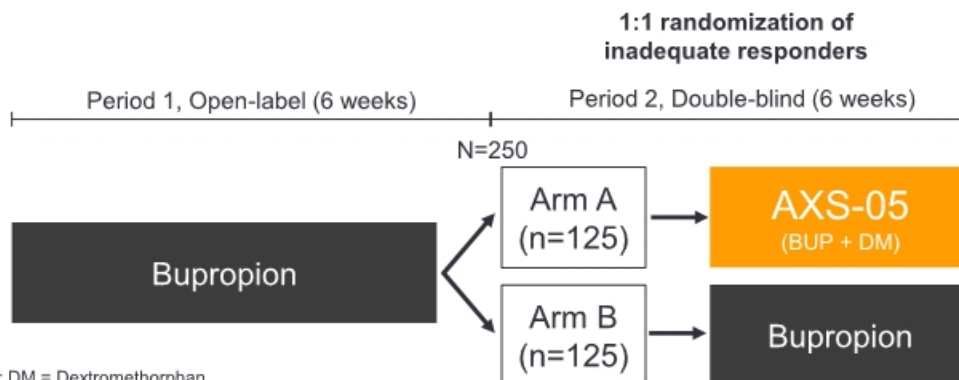 1:1 randomization of
inadequate responders
Period 1, Open-label (6 weeks)
Period 2, Double-blind (6 weeks)
N=250
Arm A
(n=125)
AXS-05
(BUP + DM)
Bupropion
Arm B
(n=125)
Bupropion
; DM = Dextromethorphan